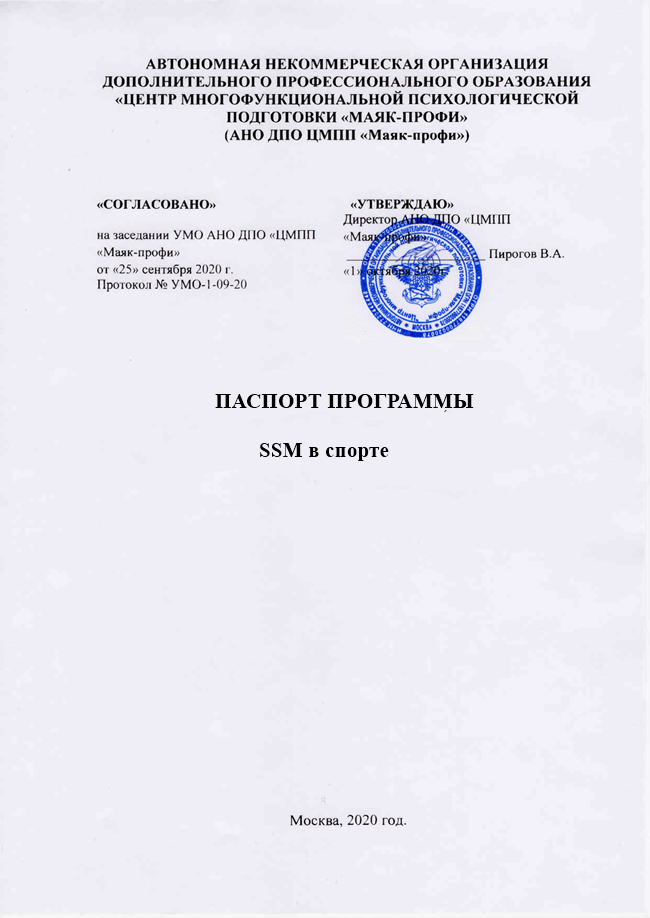 АВТОНОМНАЯ НЕКОММЕРЧЕСКАЯ ОРГАНИЗАЦИЯ
ДОПОЛНИТЕЛЬНОГО ПРОФЕССИОНАЛЬНОГО ОБРАЗОВАНИЯ
«ЦЕНТР МНОГОФУНКЦИОНАЛЬНОЙ ПСИХОЛОГИЧЕСКОЙ
ПОДГОТОВКИ «МАЯК-ПРОФИ»
(АНО ДПО ЦМПП «Маяк-профи»)
«СОГЛАСОВАНО»
на заседании УМО АНО ДПО «ЦМПП
«Маяк-профи»
от «25» сентября 2020 г.
Протокол № УМО-1-09-20
«УТВЕРЖДАЮ»
Директор АНО ДПО «ЦМПП
«Маяк-профи»
Пирогов В.А.
«1» октября 2020г.
МОСКВА
ПАСПОРТ ПРОГРАММЫ
SSM в спорте
Москва, 2020 год.